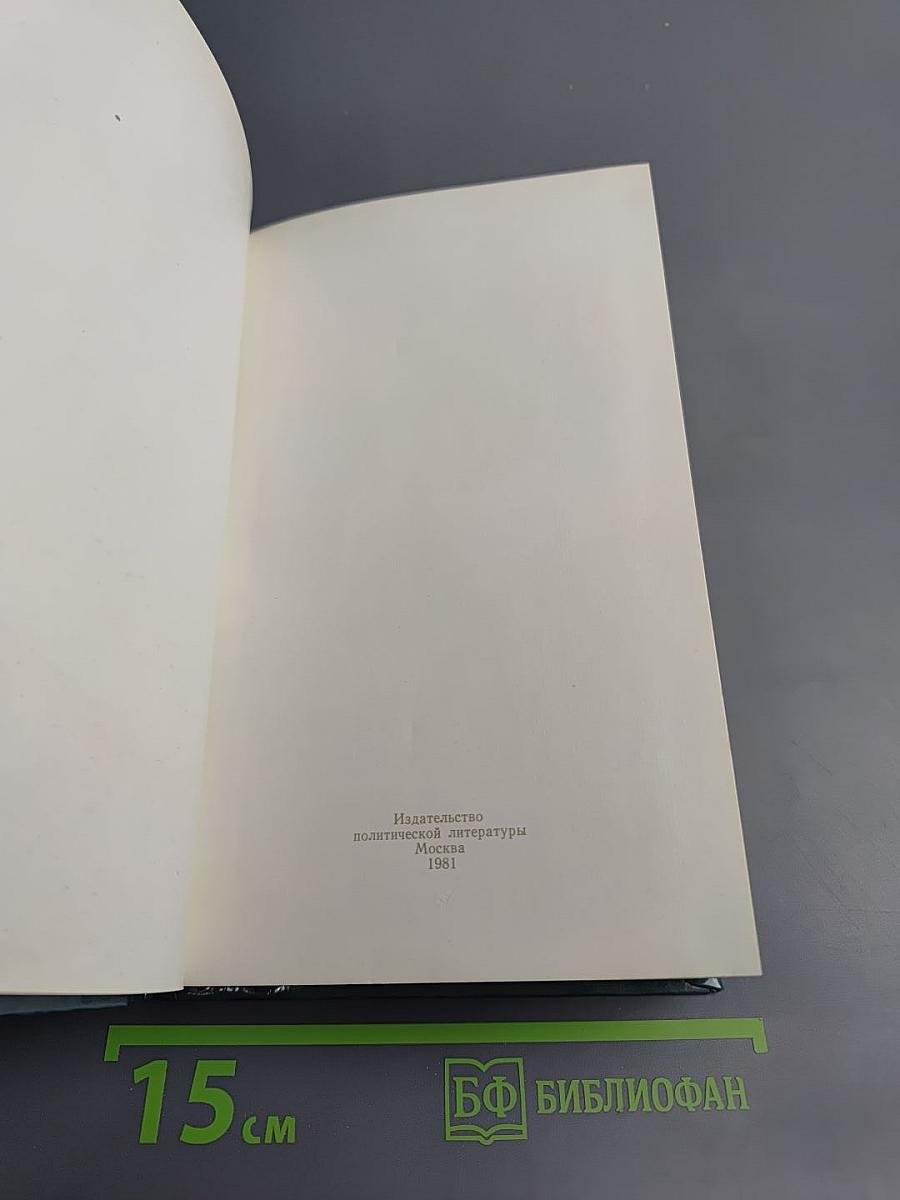 Издательство
политической литературы
Москва
1981
15 см
БФ БИБЛИОФАН